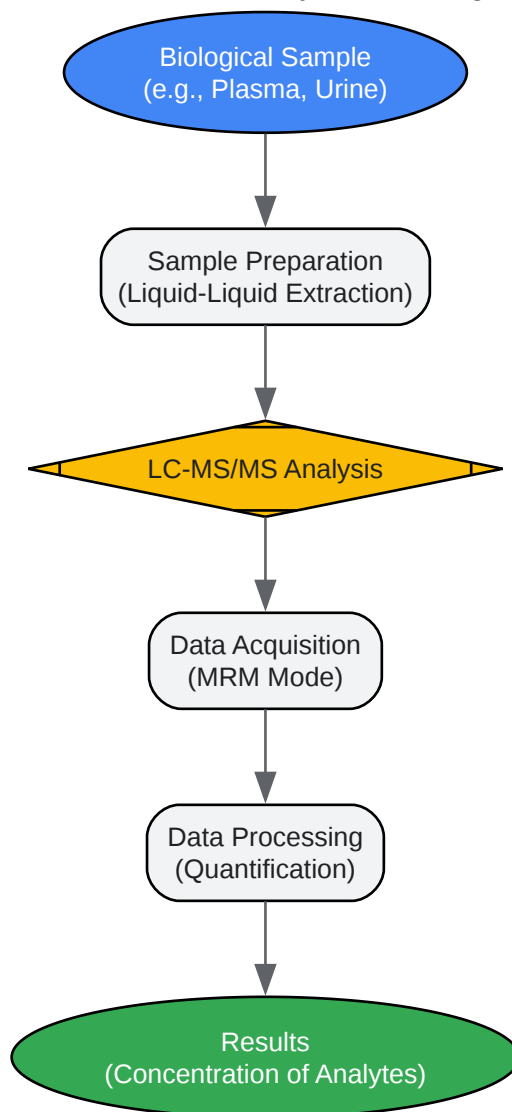 Biological Sample
(e.g., Plasma, Urine)
Sample Preparation
(Liquid-Liquid Extraction)
LC-MS/MS Analysis
Data Acquisition
(MRM Mode)
Data Processing
(Quantification)
Results
(Concentration of Analytes)